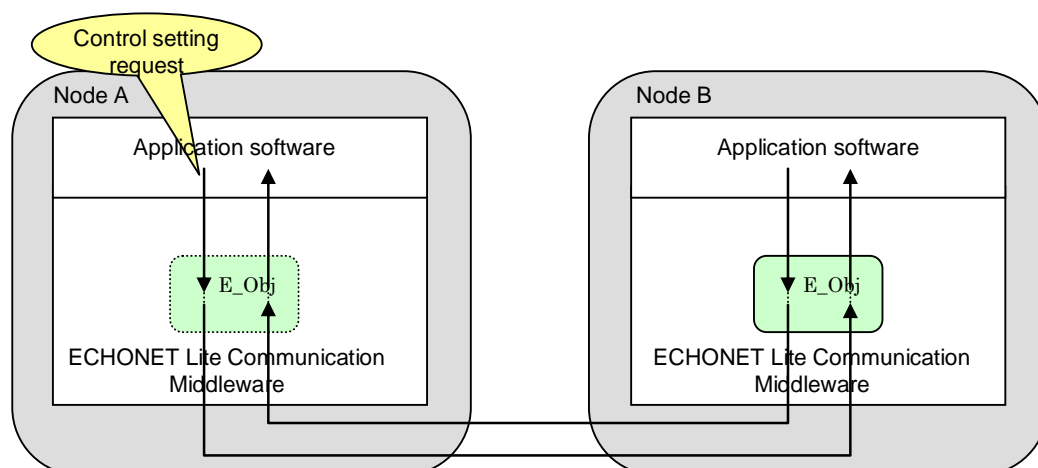 Control setting
request
Node A
Application software
E_Obj
ECHONET Lite Communication
Middleware
Node B
Application software
E_Obj
ECHONET Lite Communication
Middleware